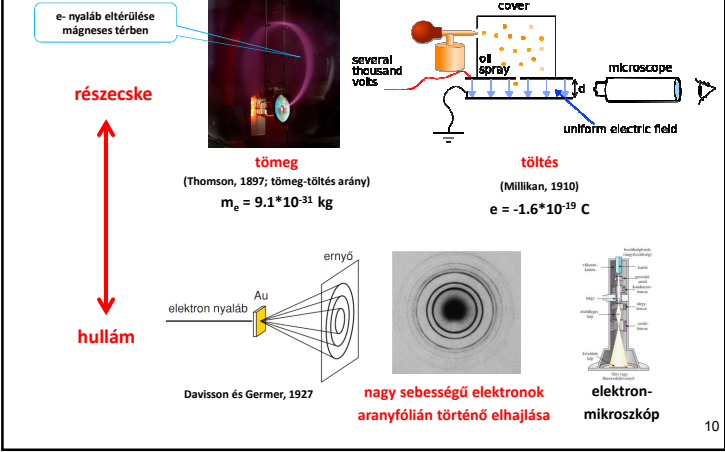 e- nyaláb eltérülése
mágneses térben
részecske
tömeg
(Thomson, 1897; tömeg-töltés arány)
mₑ = 9.1*10⁻³¹ kg
cover
several
thousand
volts
oil
spray
d
microscope
uniform electric field
töltés
(Millikan, 1910)
e = -1.6*10⁻¹⁹ C
hullám
elektron nyaláb
Au
ernyő
Davisson és Germer, 1927
nagy sebességű elektronok
aranyfólián történő elhajlása
elektron-
mikroszkóp
10